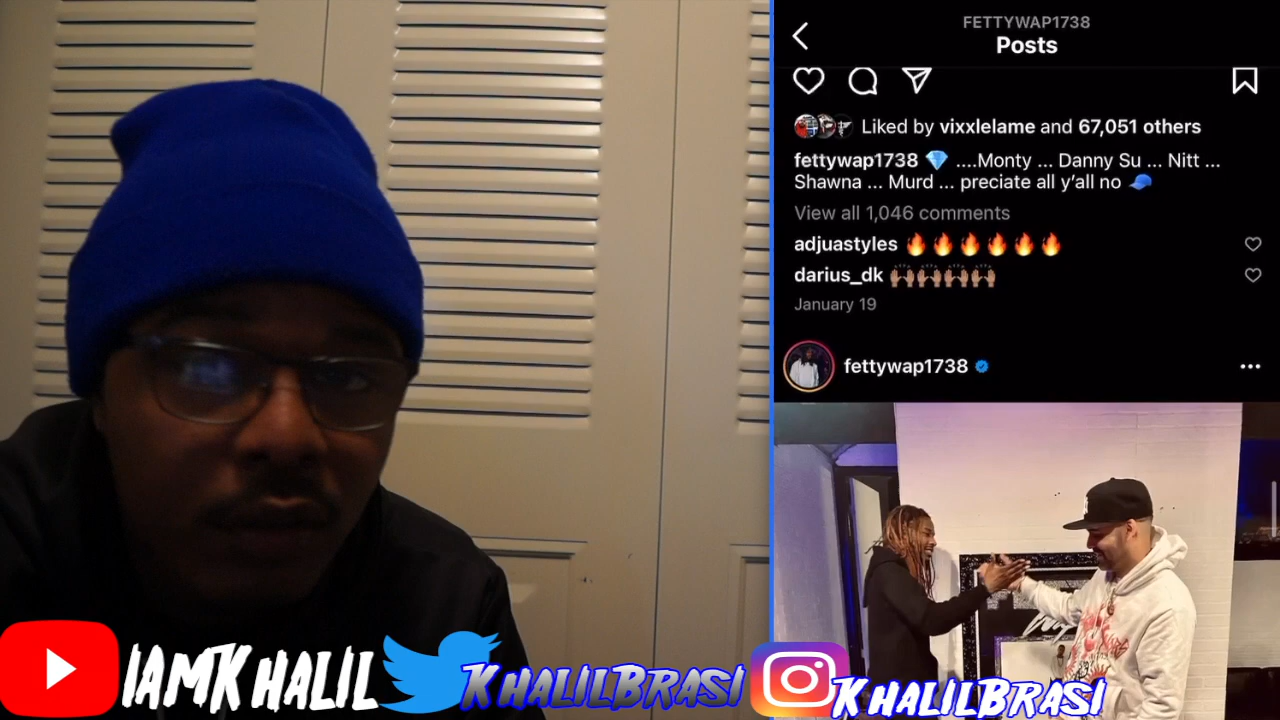 FETTYWAP1738
Posts
Liked by vixxlelame and 67,051 others
fettywap1738 💎 ....Monty ... Danny Su ... Nitt ...
Shawna ... Murd ... preciate all y'all no 🧢
View all 1,046 comments
adjuastyles 🔥🔥🔥🔥🔥🔥
darius_dk 🙌🏽🙌🏽🙌🏽🙌🏽
January 19
fettywap1738
IAMKHALIL
KHALILBRASI
KHALILBRASI